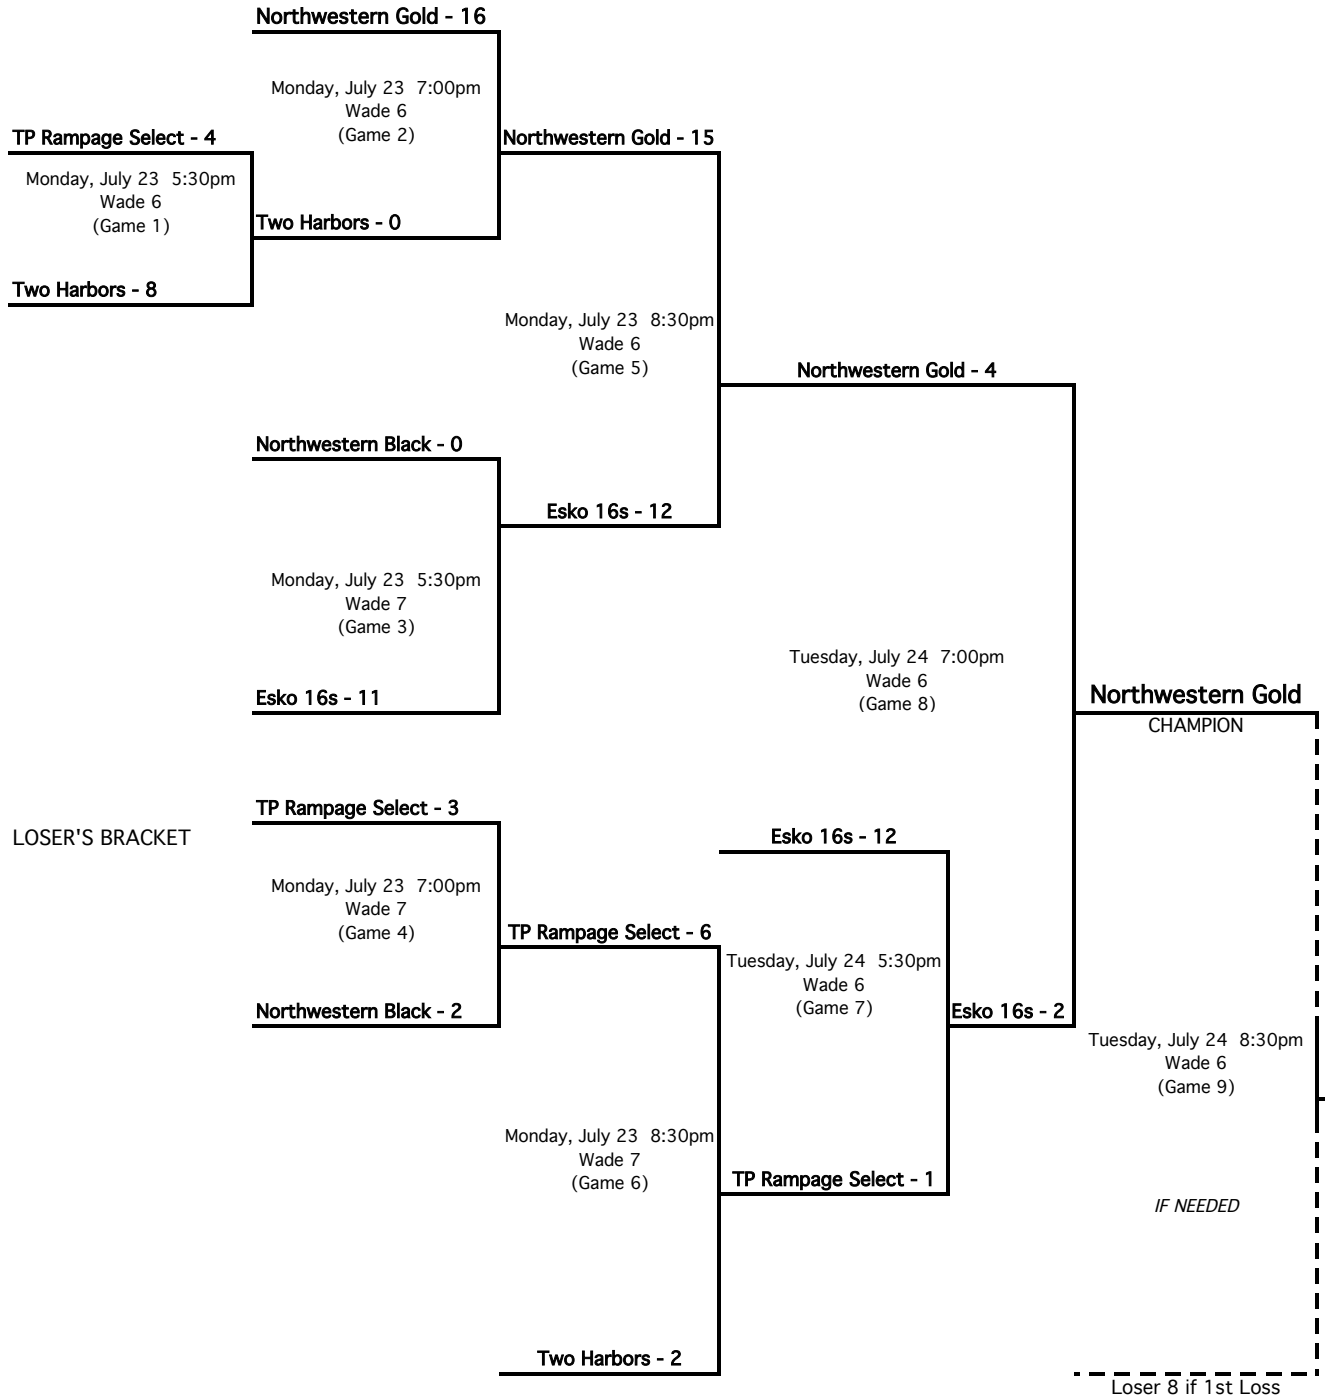 Northwestern Gold - 16
Monday, July 23  7:00pm
Wade 6
(Game 2)
TP Rampage Select - 4
Northwestern Gold - 15
Monday, July 23  5:30pm
Wade 6
(Game 1)
Two Harbors - 0
Two Harbors - 8
Monday, July 23  8:30pm
Wade 6
(Game 5)
Northwestern Gold - 4
Northwestern Black - 0
Esko 16s - 12
Monday, July 23  5:30pm
Wade 7
(Game 3)
Tuesday, July 24  7:00pm
Wade 6
(Game 8)
Esko 16s - 11
Northwestern Gold
CHAMPION
TP Rampage Select - 3
LOSER'S BRACKET
Esko 16s - 12
Monday, July 23  7:00pm
Wade 7
(Game 4)
TP Rampage Select - 6
Tuesday, July 24  5:30pm
Wade 6
(Game 7)
Northwestern Black - 2
Esko 16s - 2
Tuesday, July 24  8:30pm
Wade 6
(Game 9)
Monday, July 23  8:30pm
Wade 7
(Game 6)
TP Rampage Select - 1
IF NEEDED
Two Harbors - 2
Loser 8 if 1st Loss